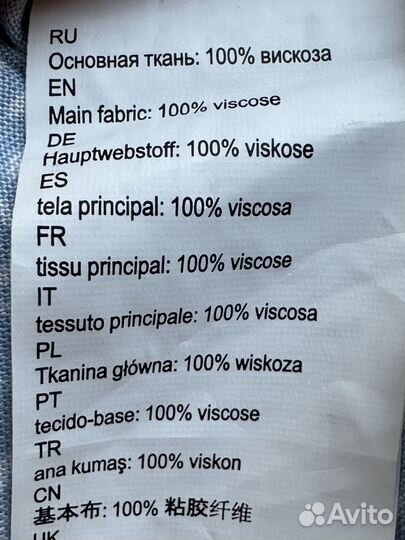 RU
Основная ткань: 100% вискоза
EN
Main fabric: 100% viscose
DE
Hauptwebstoff: 100% viskose
ES
tela principal: 100% viscosa
FR
tissu principal: 100% viscose
IT
tessuto principale: 100% viscosa
PL
Tkanina główna: 100% wiskoza
PT
tecido-base: 100% viscose
TR
ana kumaş: 100% viskon
CN
基本布: 100% 粘胶纤维
UK
Avito